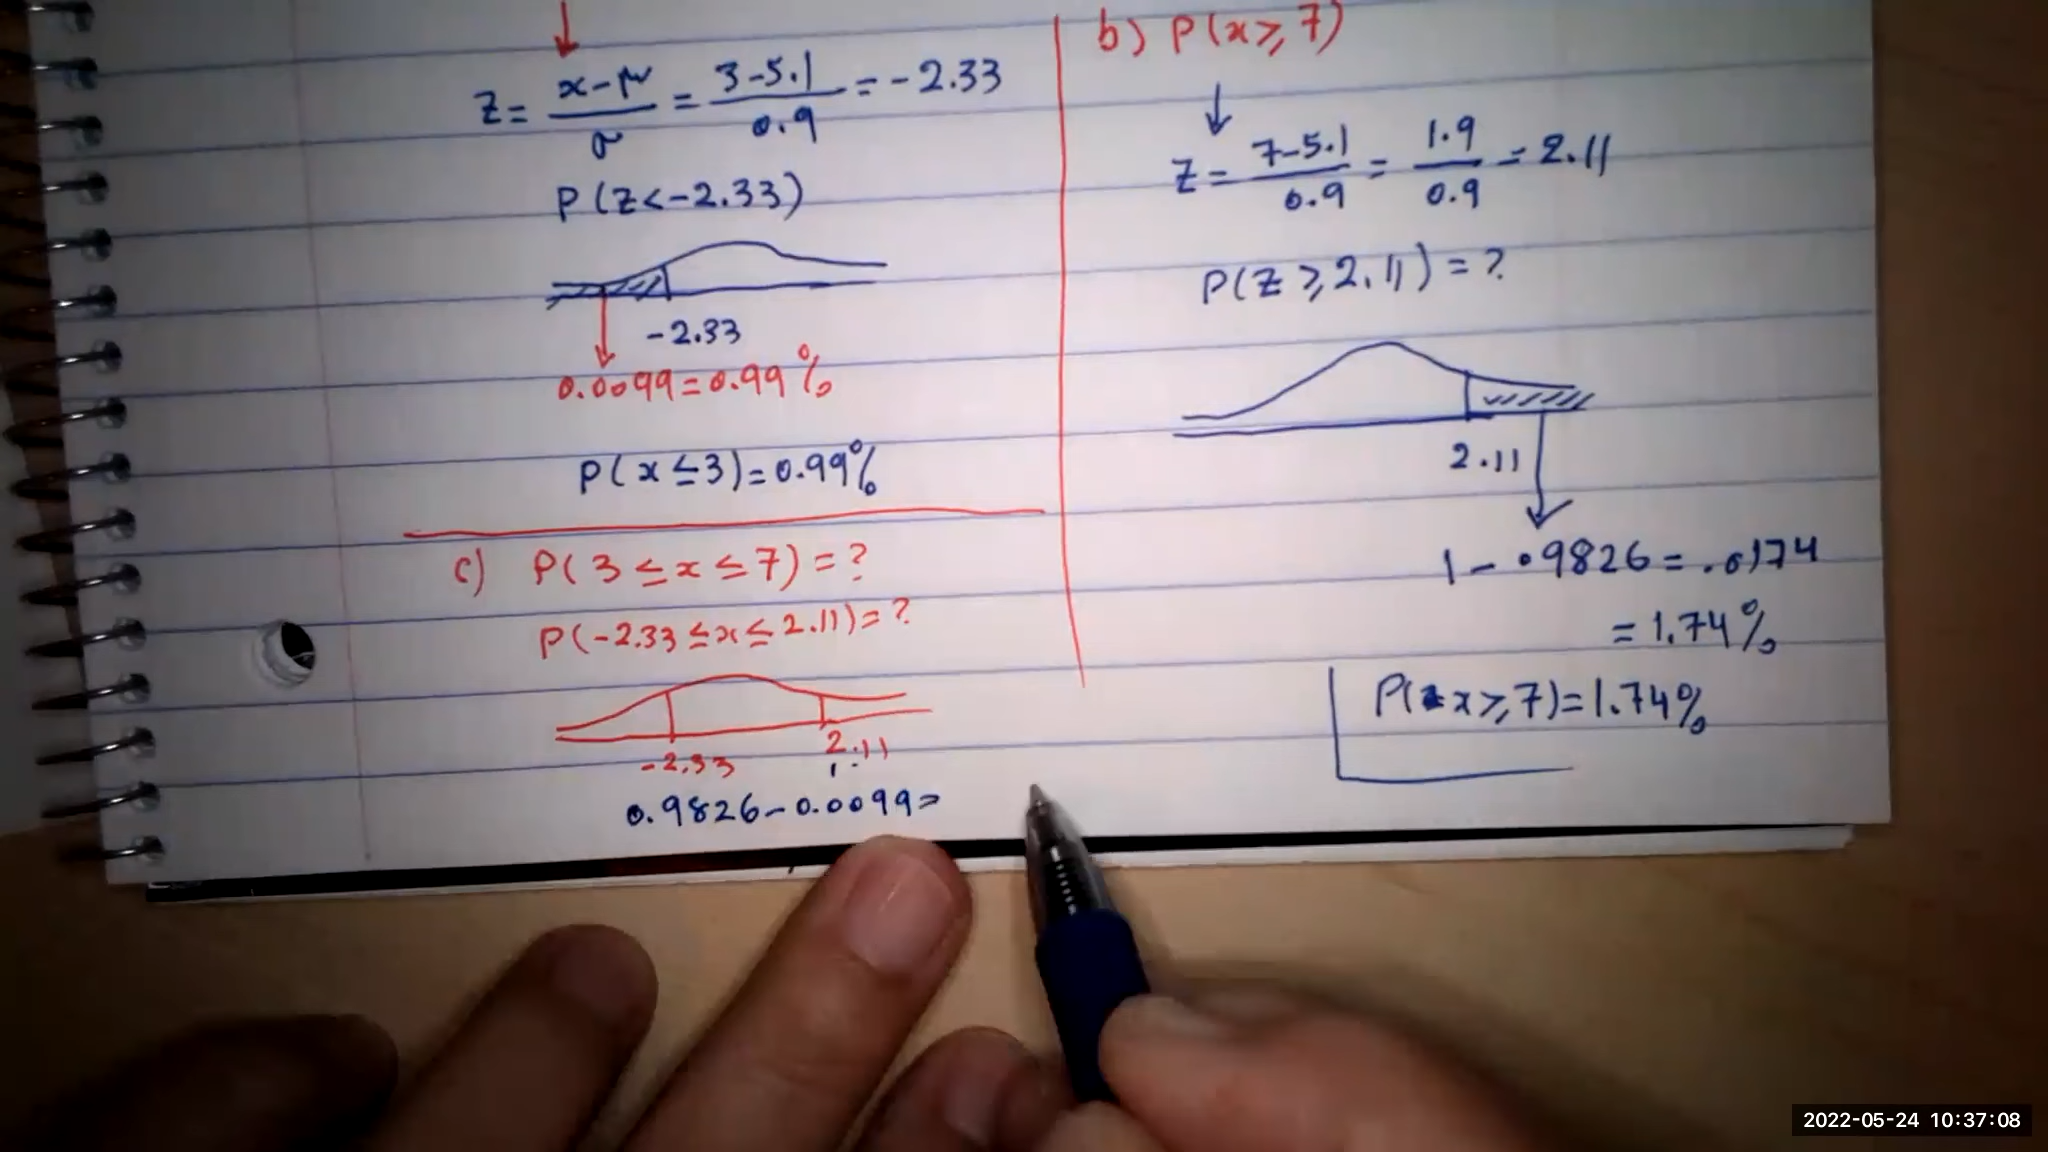 z = x-μ/σ = 3-5.1/0.9 = -2.33
P(z<-2.33)
-2.33
0.0099=0.99%
P(x≤3)=0.99%
c) P(3≤x≤7)=?
P(-2.33≤x≤2.11)=?
-2.33 2.11
0.9826-0.0099=
b) P(x≥7)
z = 7-5.1/0.9 = 1.9/0.9 = 2.11
P(z≥2.11)=?
2.11
1-.9826=.0174
=1.74%
P(x≥7)=1.74%
2022-05-24 10:37:08